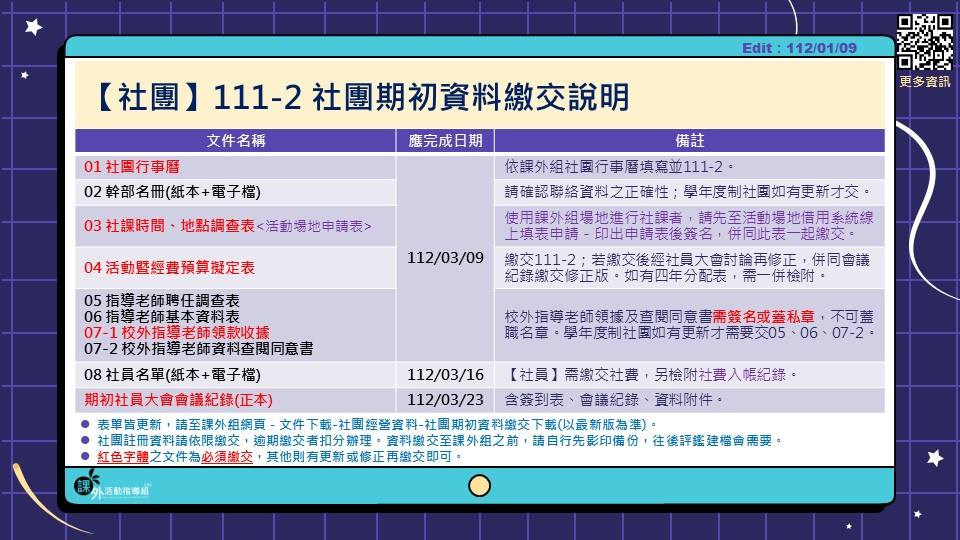 Edit：112/01/09
更多資訊
【社團】111-2 社團期初資料繳交說明
文件名稱 應完成日期 備註
01 社團行事曆
依課外組社團行事曆填寫並111-2。
02 幹部名冊(紙本+電子檔)
請確認聯絡資料之正確性；學年度制社團如有更新才交。
03 社課時間、地點調查表<活動場地申請表>
使用課外組場地進行社課者，請先至活動場地借用系統線
上填表申請－印出申請表後簽名，併同此表一起繳交。
112/03/09
04 活動暨經費預算擬定表
繳交111-2；若繳交後經社員大會討論再修正，併同會議
紀錄繳交修正版。如有四年分配表，需一併檢附。
05 指導老師聘任調查表
06 指導老師基本資料表
07-1 校外指導老師領款收據
07-2 校外指導老師資料查閱同意書
校外指導老師領據及查閱同意書需簽名或蓋私章，不可蓋
職名章。學年度制社團如有更新才需要交05、06、07-2。
08 社員名單(紙本+電子檔) 112/03/16 【社員】需繳交社費，另檢附社費入帳紀錄。
期初社員大會會議紀錄(正本) 112/03/23 含簽到表、會議紀錄、資料附件。
● 表單皆更新，請至課外組網頁－文件下載-社團經營資料-社團期初資料繳交下載(以最新版為準)。
● 社團註冊資料請依限繳交，逾期繳交者扣分辦理。資料繳交至課外組之前，請自行先影印備份，往後評鑑建檔會需要。
● 紅色字體之文件為必須繳交，其他則有更新或修正再繳交即可。
課外活動指導組